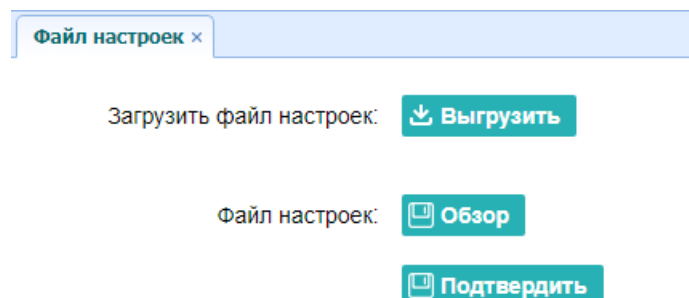 Файл настроек ×
Загрузить файл настроек: Выгрузить
Файл настроек: Обзор
Подтвердить